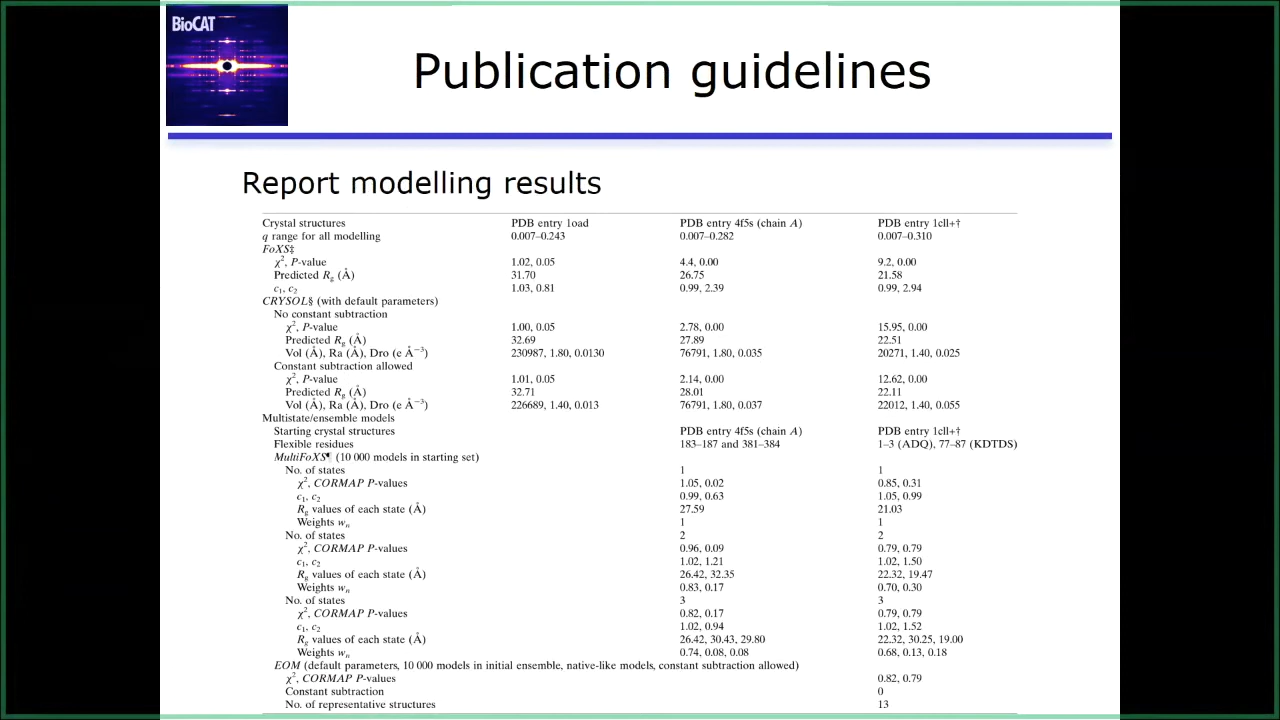 BioCAT
Publication guidelines
Report modelling results
Crystal structures PDB entry 1oad PDB entry 4f5s (chain A) PDB entry 1cll+†
q range for all modelling 0.007–0.243 0.007–0.282 0.007–0.310
FoXS‡
χ², P-value 1.02, 0.05 4.4, 0.00 9.2, 0.00
Predicted Rg (Å) 31.70 26.75 21.58
c₁, c₂ 1.03, 0.81 0.99, 2.39 0.99, 2.94
CRYSOL§ (with default parameters)
No constant subtraction
χ², P-value 1.00, 0.05 2.78, 0.00 15.95, 0.00
Predicted Rg (Å) 32.69 27.89 22.51
Vol (Å), Ra (Å), Dro (e Å⁻³) 230987, 1.80, 0.0130 76791, 1.80, 0.035 20271, 1.40, 0.025
Constant subtraction allowed
χ², P-value 1.01, 0.05 2.14, 0.00 12.62, 0.00
Predicted Rg (Å) 32.71 28.01 22.11
Vol (Å), Ra (Å), Dro (e Å⁻³) 226689, 1.40, 0.013 76791, 1.80, 0.037 22012, 1.40, 0.055
Multistate/ensemble models
Starting crystal structures PDB entry 4f5s (chain A) PDB entry 1cll+†
Flexible residues 183–187 and 381–384 1–3 (ADQ), 77–87 (KDTDS)
MultiFoXS¶ (10 000 models in starting set)
No. of states 1 1
χ², CORMAP P-values 1.05, 0.02 0.85, 0.31
c₁, c₂ 0.99, 0.63 1.05, 0.99
Rg values of each state (Å) 27.59 21.03
Weights wn 1 1
No. of states 2 2
χ², CORMAP P-values 0.96, 0.09 0.79, 0.79
c₁, c₂ 1.02, 1.21 1.02, 1.50
Rg values of each state (Å) 26.42, 32.35 22.32, 19.47
Weights wn 0.83, 0.17 0.70, 0.30
No. of states 3 3
χ², CORMAP P-values 0.82, 0.17 0.79, 0.79
c₁, c₂ 1.02, 0.94 1.02, 1.52
Rg values of each state (Å) 26.42, 30.43, 29.80 22.32, 30.25, 19.00
Weights wn 0.74, 0.08, 0.08 0.68, 0.13, 0.18
EOM (default parameters, 10 000 models in initial ensemble, native-like models, constant subtraction allowed)
χ², CORMAP P-values 0.82, 0.79
Constant subtraction 0
No. of representative structures 13